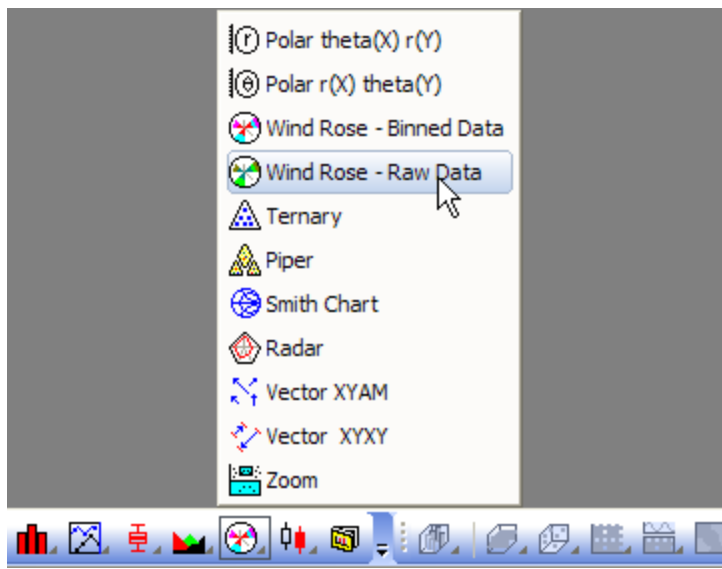 Polar theta(X) r(Y)
Polar r(X) theta(Y)
Wind Rose - Binned Data
Wind Rose - Raw Data
Ternary
Piper
Smith Chart
Radar
Vector XYAM
Vector  XYXY
Zoom